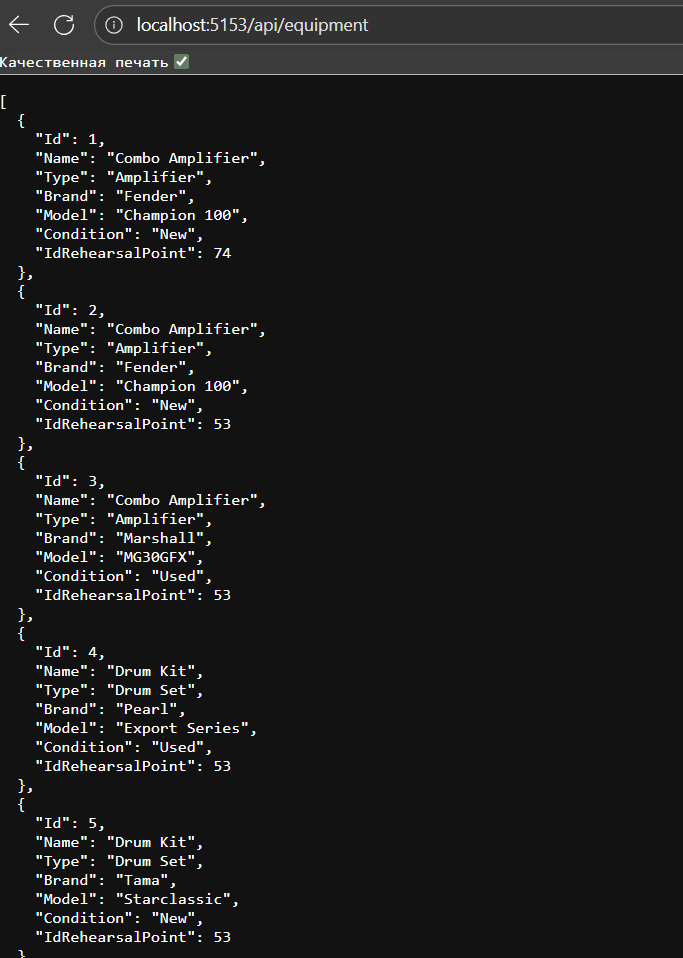 localhost:5153/api/equipment
Качественная печать
[
  {
    "Id": 1,
    "Name": "Combo Amplifier",
    "Type": "Amplifier",
    "Brand": "Fender",
    "Model": "Champion 100",
    "Condition": "New",
    "IdRehearsalPoint": 74
  },
  {
    "Id": 2,
    "Name": "Combo Amplifier",
    "Type": "Amplifier",
    "Brand": "Fender",
    "Model": "Champion 100",
    "Condition": "New",
    "IdRehearsalPoint": 53
  },
  {
    "Id": 3,
    "Name": "Combo Amplifier",
    "Type": "Amplifier",
    "Brand": "Marshall",
    "Model": "MG30GFX",
    "Condition": "Used",
    "IdRehearsalPoint": 53
  },
  {
    "Id": 4,
    "Name": "Drum Kit",
    "Type": "Drum Set",
    "Brand": "Pearl",
    "Model": "Export Series",
    "Condition": "Used",
    "IdRehearsalPoint": 53
  },
  {
    "Id": 5,
    "Name": "Drum Kit",
    "Type": "Drum Set",
    "Brand": "Tama",
    "Model": "Starclassic",
    "Condition": "New",
    "IdRehearsalPoint": 53
  }